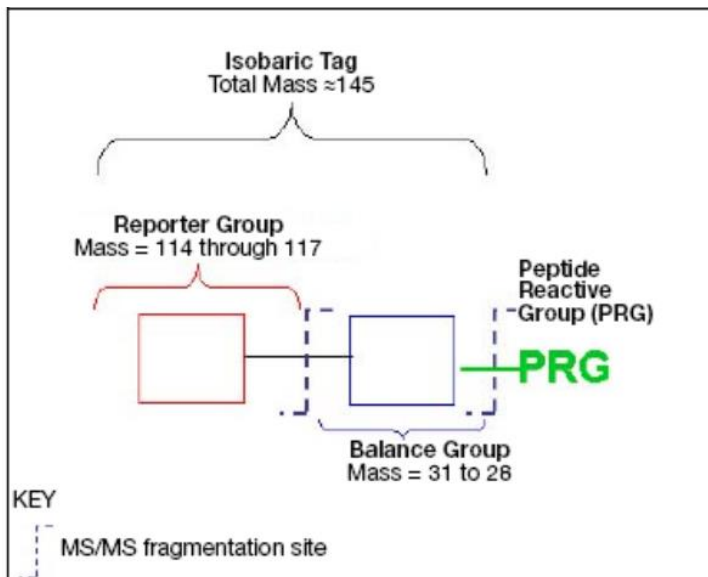 Isobaric Tag
Total Mass ≈145
Reporter Group
Mass = 114 through 117
Peptide
Reactive
Group (PRG)
PRG
Balance Group
Mass = 31 to 28
KEY
MS/MS fragmentation site